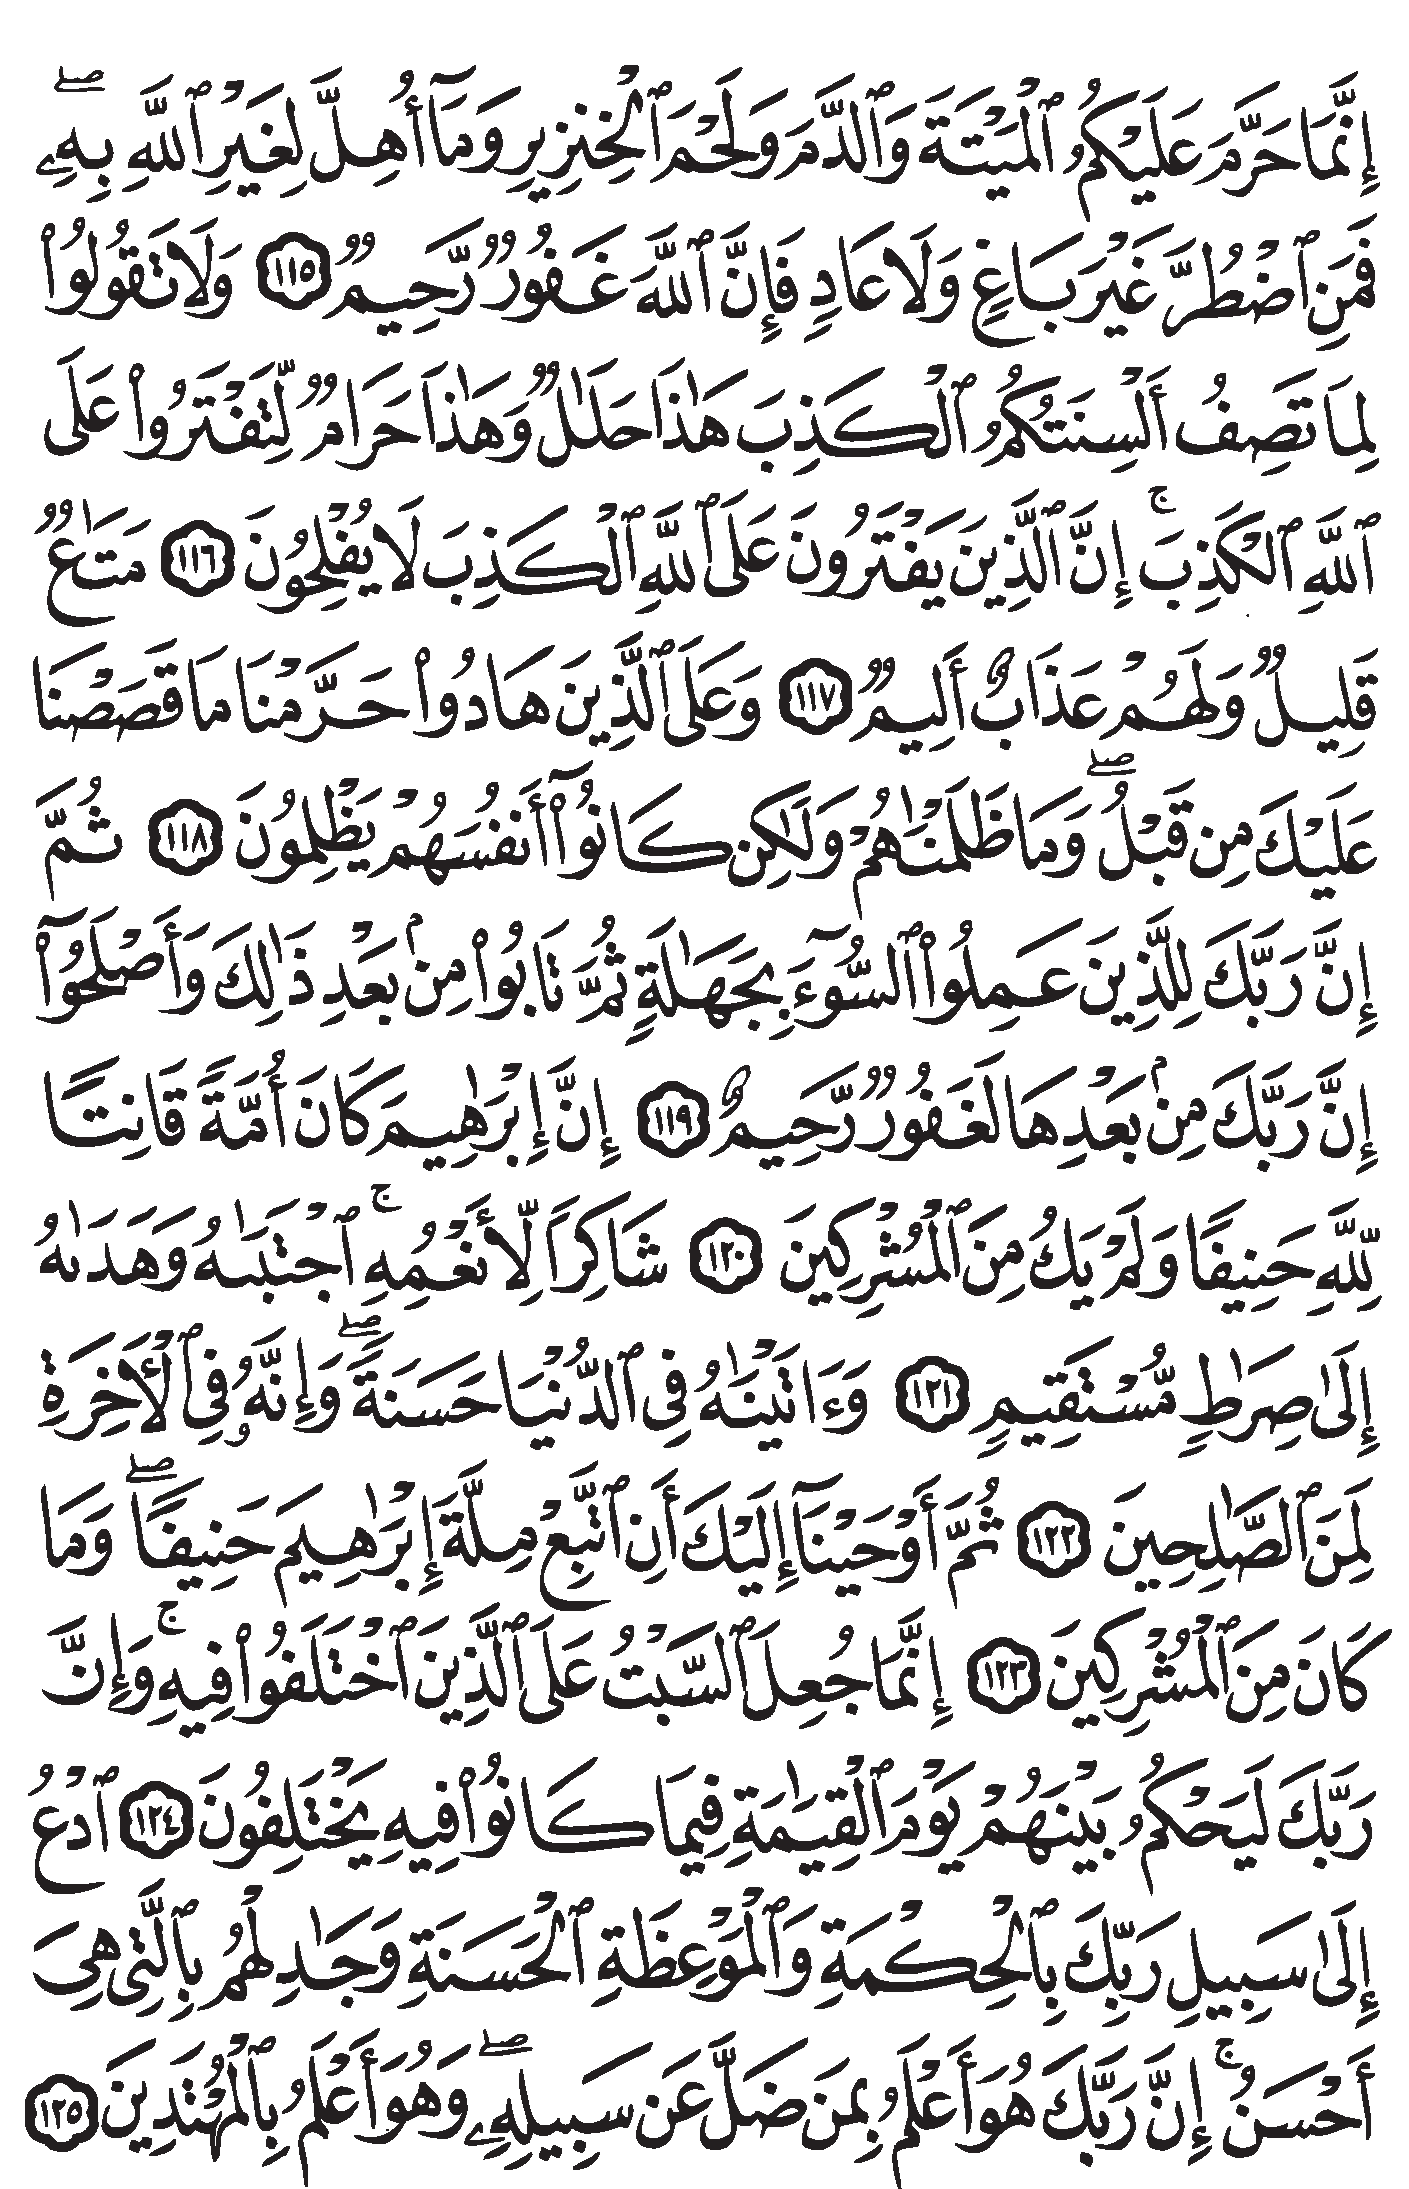 إِنَّمَا حَرَّمَ عَلَيْكُمُ ٱلْمَيْتَةَ وَٱلدَّمَ وَلَحْمَ ٱلْخِنزِيرِ وَمَآ أُهِلَّ لِغَيْرِ ٱللَّهِ بِهِۦۖ
فَمَنِ ٱضْطُرَّ غَيْرَ بَاغٍ وَلَا عَادٍ فَإِنَّ ٱللَّهَ غَفُورٌ رَّحِيمٌ ١١٥ وَلَا تَقُولُوا۟
لِمَا تَصِفُ أَلْسِنَتُكُمُ ٱلْكَذِبَ هَٰذَا حَلَٰلٌ وَهَٰذَا حَرَامٌ لِّتَفْتَرُوا۟ عَلَى
ٱللَّهِ ٱلْكَذِبَۚ إِنَّ ٱلَّذِينَ يَفْتَرُونَ عَلَى ٱللَّهِ ٱلْكَذِبَ لَا يُفْلِحُونَ ١١٦ مَتَٰعٌ
قَلِيلٌ وَلَهُمْ عَذَابٌ أَلِيمٌ ١١٧ وَعَلَى ٱلَّذِينَ هَادُوا۟ حَرَّمْنَا مَا قَصَصْنَا
عَلَيْكَ مِن قَبْلُۖ وَمَا ظَلَمْنَٰهُمْ وَلَٰكِن كَانُوٓا۟ أَنفُسَهُمْ يَظْلِمُونَ ١١٨ ثُمَّ
إِنَّ رَبَّكَ لِلَّذِينَ عَمِلُوا۟ ٱلسُّوٓءَ بِجَهَٰلَةٍ ثُمَّ تَابُوا۟ مِنۢ بَعْدِ ذَٰلِكَ وَأَصْلَحُوٓا۟
إِنَّ رَبَّكَ مِنۢ بَعْدِهَا لَغَفُورٌ رَّحِيمٌ ١١٩ إِنَّ إِبْرَٰهِيمَ كَانَ أُمَّةً قَانِتًا
لِّلَّهِ حَنِيفًا وَلَمْ يَكُ مِنَ ٱلْمُشْرِكِينَ ١٢٠ شَاكِرًا لِّأَنْعُمِهِۚ ٱجْتَبَىٰهُ وَهَدَىٰهُ
إِلَىٰ صِرَٰطٍ مُّسْتَقِيمٍ ١٢١ وَءَاتَيْنَٰهُ فِى ٱلدُّنْيَا حَسَنَةًۖ وَإِنَّهُۥ فِى ٱلْأَخِرَةِ
لَمِنَ ٱلصَّٰلِحِينَ ١٢٢ ثُمَّ أَوْحَيْنَآ إِلَيْكَ أَنِ ٱتَّبِعْ مِلَّةَ إِبْرَٰهِيمَ حَنِيفًاۖ وَمَا
كَانَ مِنَ ٱلْمُشْرِكِينَ ١٢٣ إِنَّمَا جُعِلَ ٱلسَّبْتُ عَلَى ٱلَّذِينَ ٱخْتَلَفُوا۟ فِيهِۚ وَإِنَّ
رَبَّكَ لَيَحْكُمُ بَيْنَهُمْ يَوْمَ ٱلْقِيَٰمَةِ فِيمَا كَانُوا۟ فِيهِ يَخْتَلِفُونَ ١٢٤ ٱدْعُ
إِلَىٰ سَبِيلِ رَبِّكَ بِٱلْحِكْمَةِ وَٱلْمَوْعِظَةِ ٱلْحَسَنَةِ وَجَٰدِلْهُم بِٱلَّتِى هِىَ
أَحْسَنُۚ إِنَّ رَبَّكَ هُوَ أَعْلَمُ بِمَن ضَلَّ عَن سَبِيلِهِۦۖ وَهُوَ أَعْلَمُ بِٱلْمُهْتَدِينَ ١٢٥